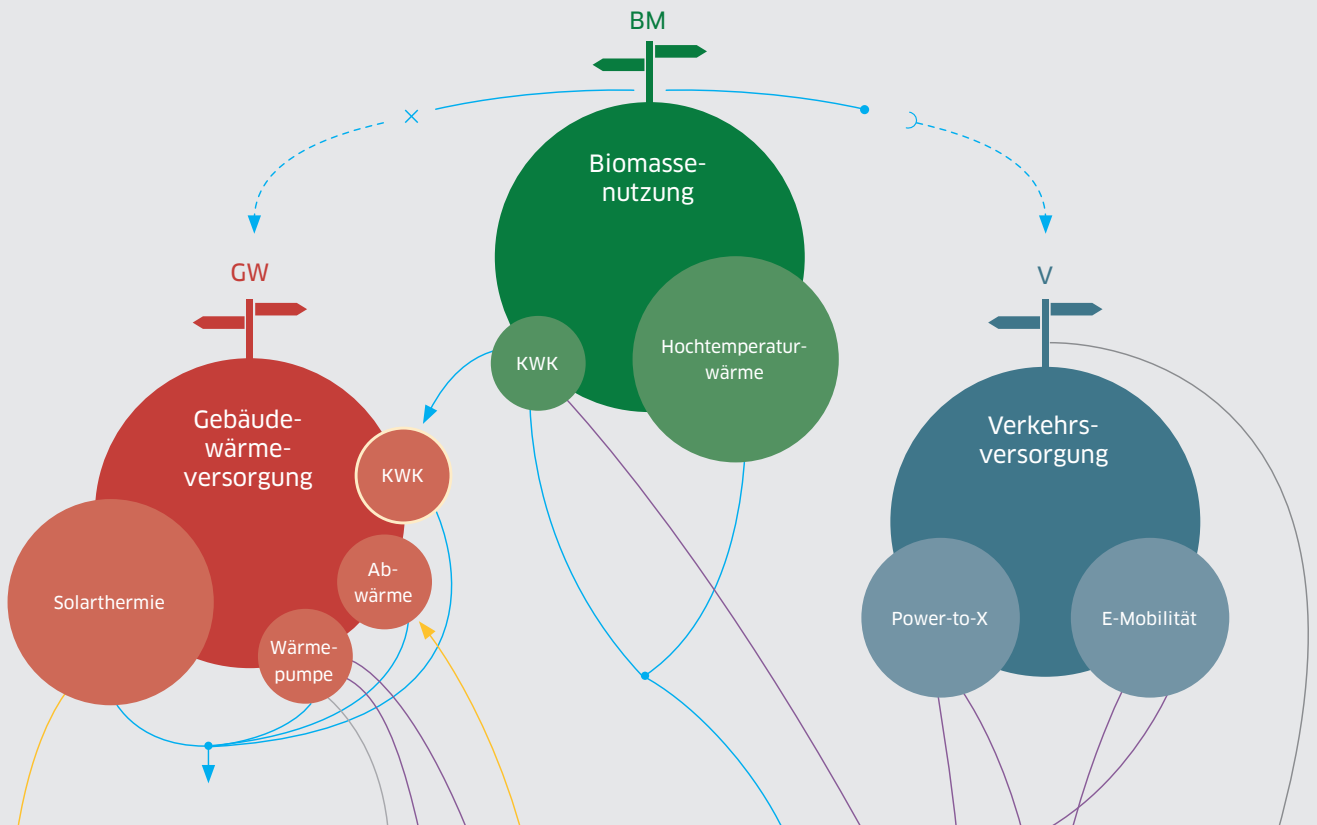 BM
Biomasse-
nutzung
KWK
Hochtemperatur-
wärme
GW
Gebäude-
wärme-
versorgung
KWK
Ab-
wärme
Solarthermie
Wärme-
pumpe
V
Verkehrs-
versorgung
Power-to-X
E-Mobilität